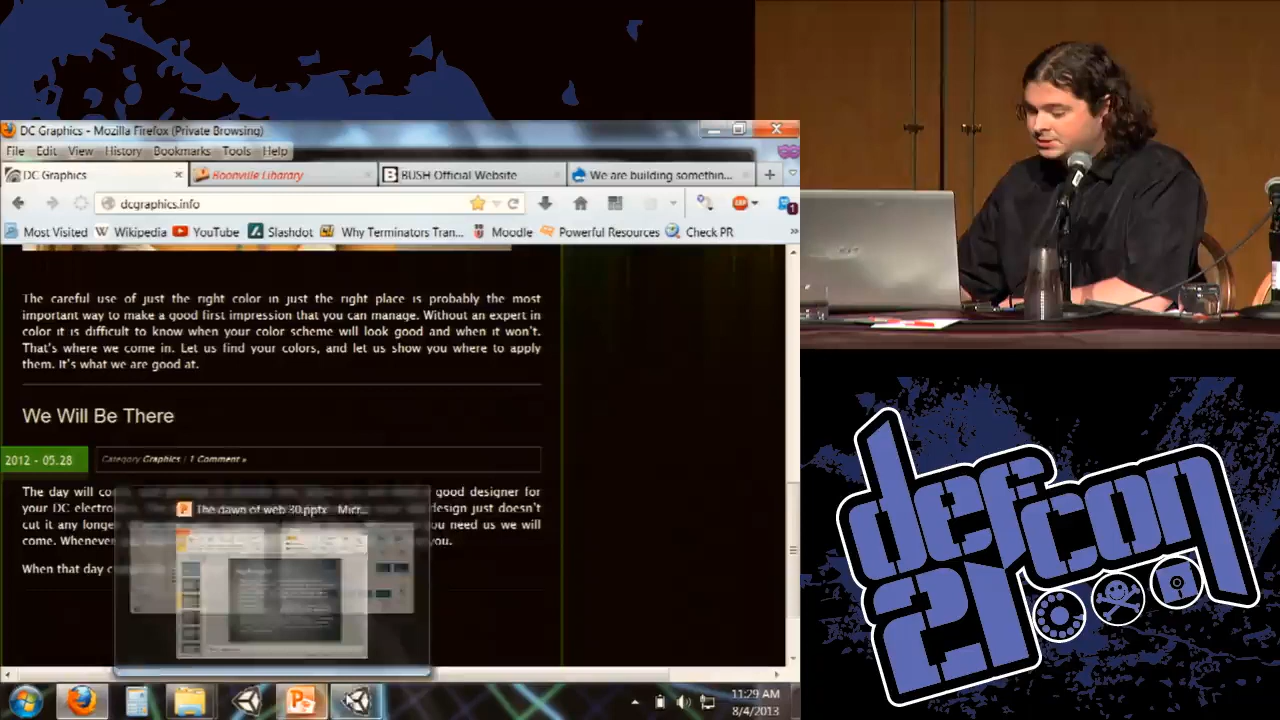 DC Graphics - Mozilla Firefox (Private Browsing)
File Edit View History Bookmarks Tools Help
DC Graphics
Boonville Libarary
BUSH Official Website
We are building somethin...
dcgraphics.info
1
Most Visited Wikipedia YouTube Slashdot Why Terminators Tran... Moodle Powerful Resources Check PR
The careful use of just the right color in just the right place is probably the most
important way to make a good first impression that you can manage. Without an expert in
color it is difficult to know when your color scheme will look good and when it won't.
That's where we come in. Let us find your colors, and let us show you where to apply
them. It's what we are good at.
We Will Be There
2012 - 05.28
Category Graphics | 1 Comment »
The day will co
good designer for
your DC electro
design just doesn't
cut it any longe
ou need us we will
come. Wheneve
you.
When that day c
The dawn of web 30.pptx - Micr...
11:29 AM
8/4/2013
defcon
21